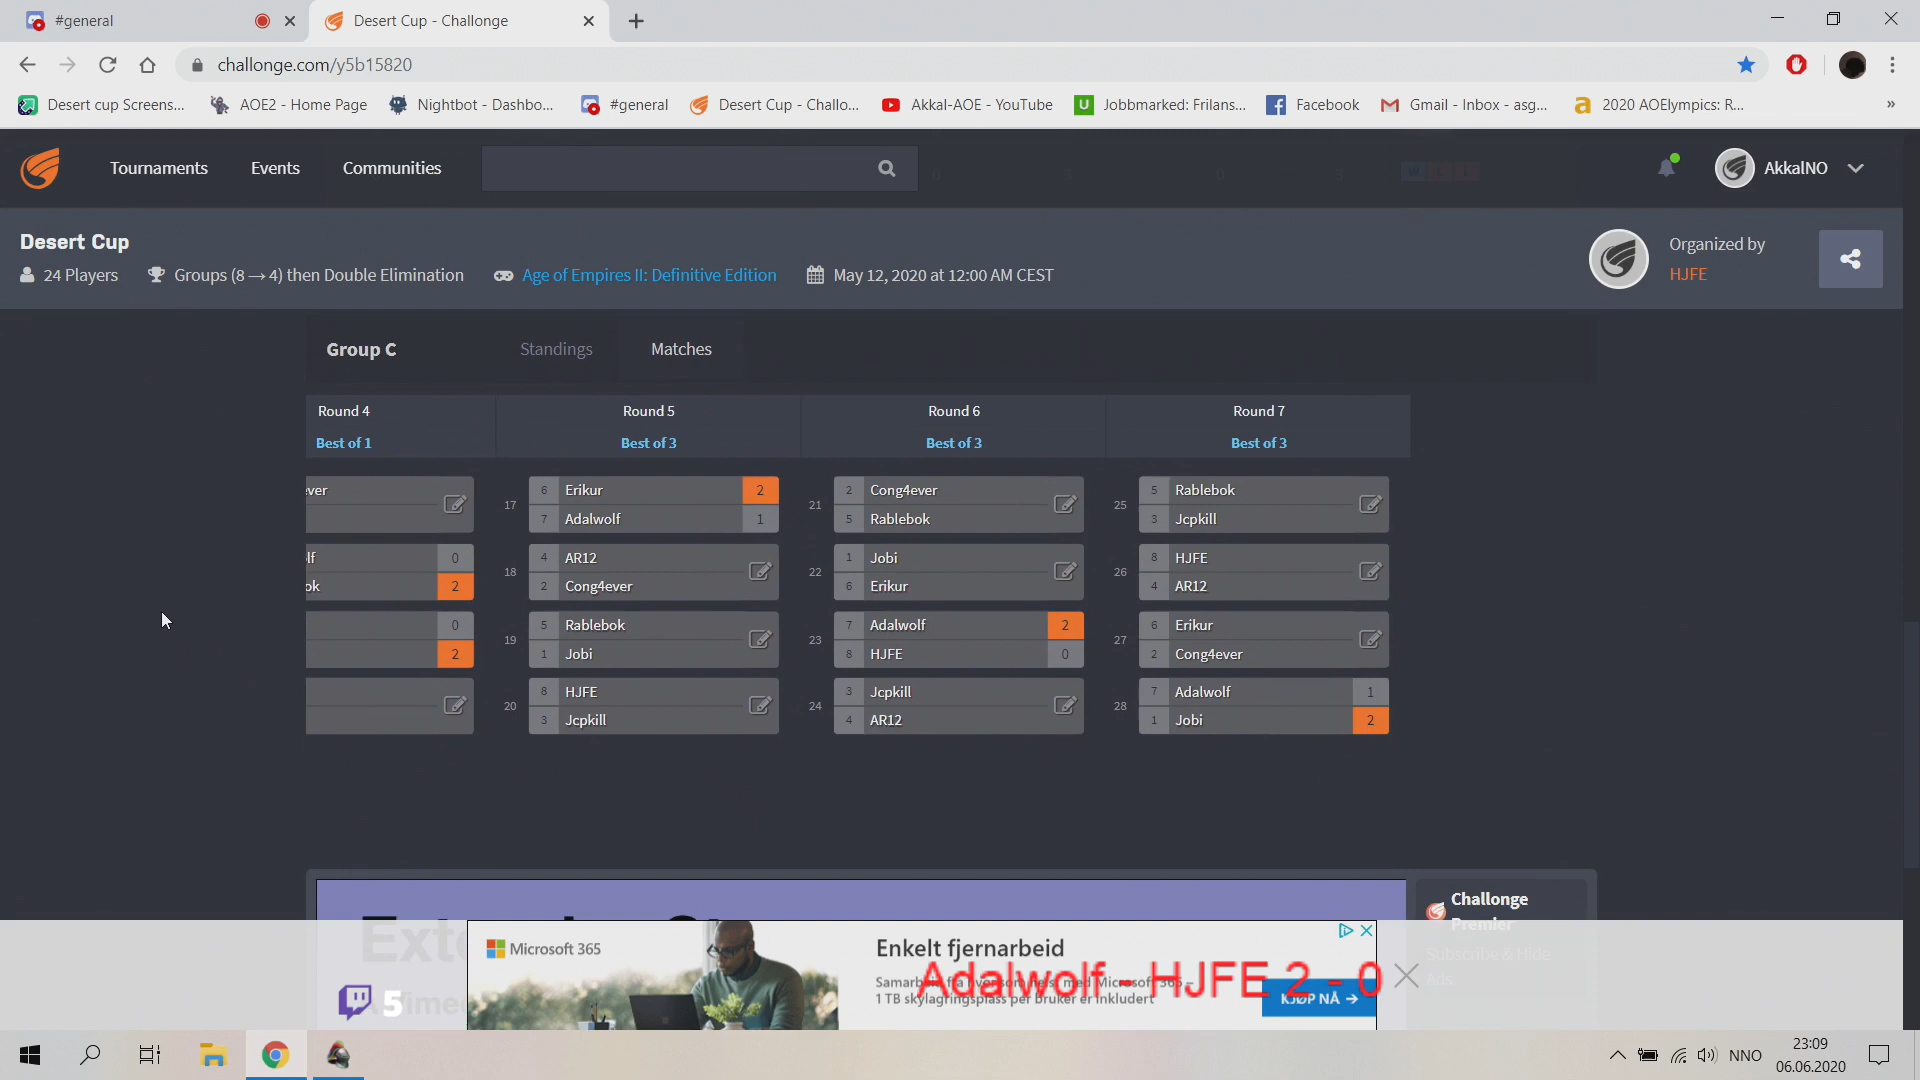 #general
Desert Cup - Challonge
challonge.com/y5b15820
Desert cup Screens...
AOE2 - Home Page
Nightbot - Dashbo...
#general
Desert Cup - Challo...
Akkal-AOE - YouTube
Jobbmarked: Frilans...
Facebook
Gmail - Inbox - asg...
2020 AOElympics: R...
»
Tournaments
Events
Communities
AkkalNO
Desert Cup
24 Players
Groups (8 → 4) then Double Elimination
Age of Empires II: Definitive Edition
May 12, 2020 at 12:00 AM CEST
Organized by
HJFE
Group C
Standings
Matches
Round 4
Round 5
Round 6
Round 7
Best of 1
Best of 3
Best of 3
Best of 3
ver
lf 0
ok 2
0
2
17
6 Erikur 2
7 Adalwolf 1
18
4 AR12
2 Cong4ever
19
5 Rablebok
1 Jobi
20
8 HJFE
3 Jcpkill
21
2 Cong4ever
5 Rablebok
22
1 Jobi
6 Erikur
23
7 Adalwolf 2
8 HJFE 0
24
3 Jcpkill
4 AR12
25
5 Rablebok
3 Jcpkill
26
8 HJFE
4 AR12
27
6 Erikur
2 Cong4ever
28
7 Adalwolf 1
1 Jobi 2
Challonge
Premier
Subscribe & Hide
Ads.
Microsoft 365
Enkelt fjernarbeid
1 TB skylagringsplass per bruker er inkludert
KJØP NÅ →
Adalwolf - HJFE 2 - 0
5
NNO
23:09
06.06.2020